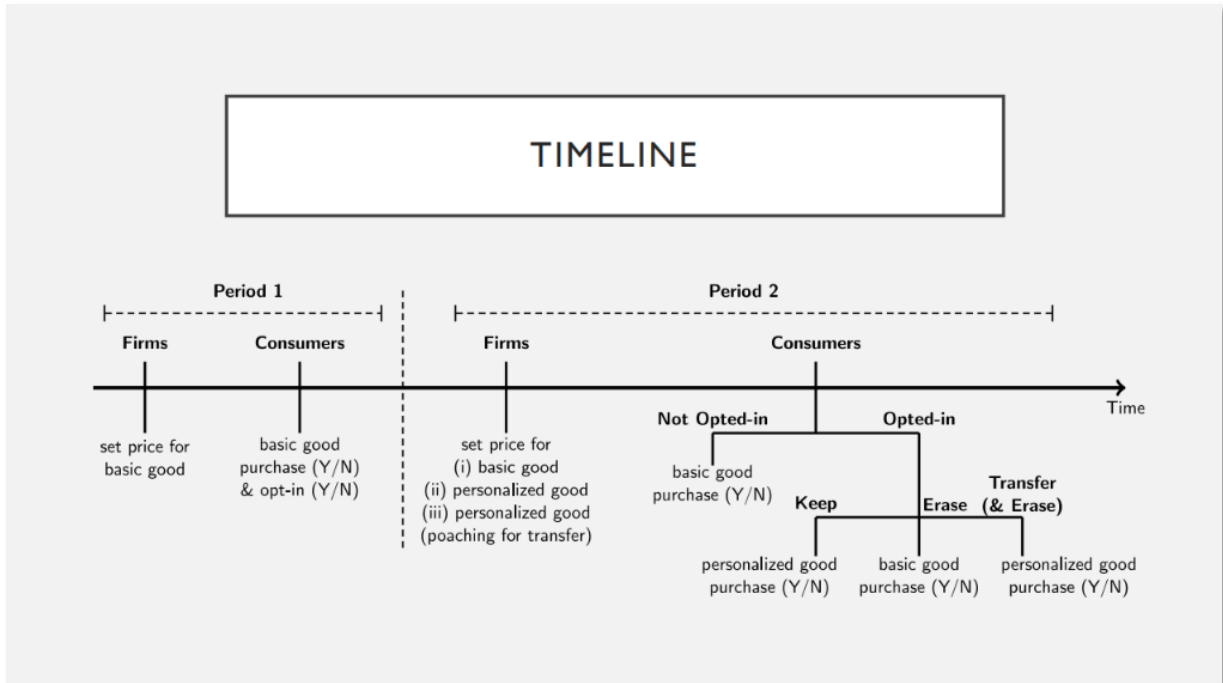 TIMELINE
Period 1
Period 2
Firms
Consumers
Firms
Consumers
Time
set price for
basic good
basic good
purchase (Y/N)
& opt-in (Y/N)
set price for
(i) basic good
(ii) personalized good
(iii) personalized good
(poaching for transfer)
Not Opted-in
Opted-in
basic good
purchase (Y/N)
Keep
Erase
Transfer
(& Erase)
personalized good
purchase (Y/N)
basic good
purchase (Y/N)
personalized good
purchase (Y/N)